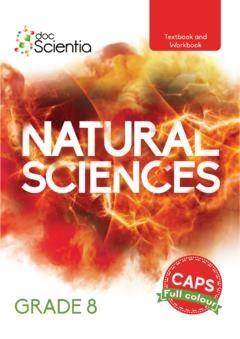 doc
Scientia
Textbook and
Workbook
NATURAL
SCIENCES
CAPS
Full colour
GRADE 8